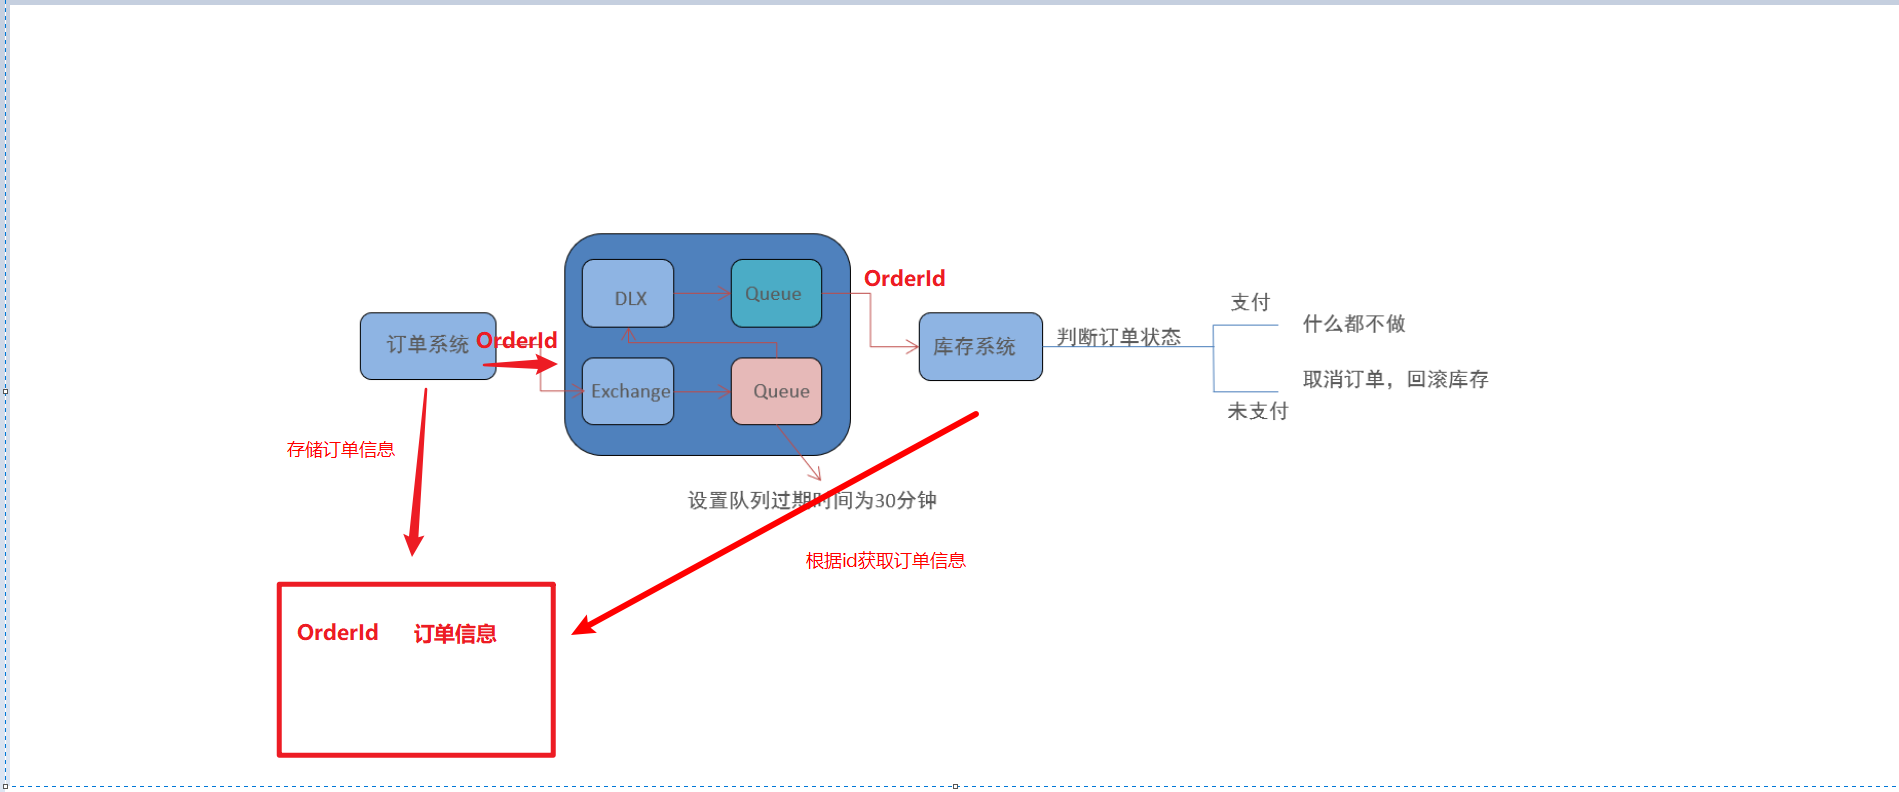 DLX
Queue
OrderId
订单系统
OrderId
Exchange
Queue
库存系统
判断订单状态
支付
什么都不做
取消订单，回滚库存
未支付
存储订单信息
设置队列过期时间为30分钟
根据id获取订单信息
OrderId 订单信息